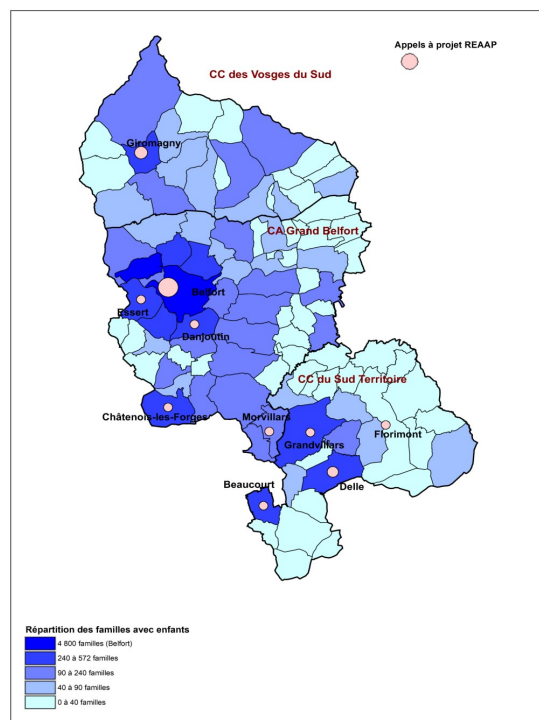 Appels à projet REAAP
CC des Vosges du Sud
Giromagny
CA Grand Belfort
Belfort
Essert
Danjoutin
CC du Sud Territoire
Châtenois-les-Forges
Morvillars
Florimont
Grandvillars
Beaucourt
Delle
Répartition des familles avec enfants
4 800 familles (Belfort)
240 à 572 familles
90 à 240 familles
40 à 90 familles
0 à 40 familles